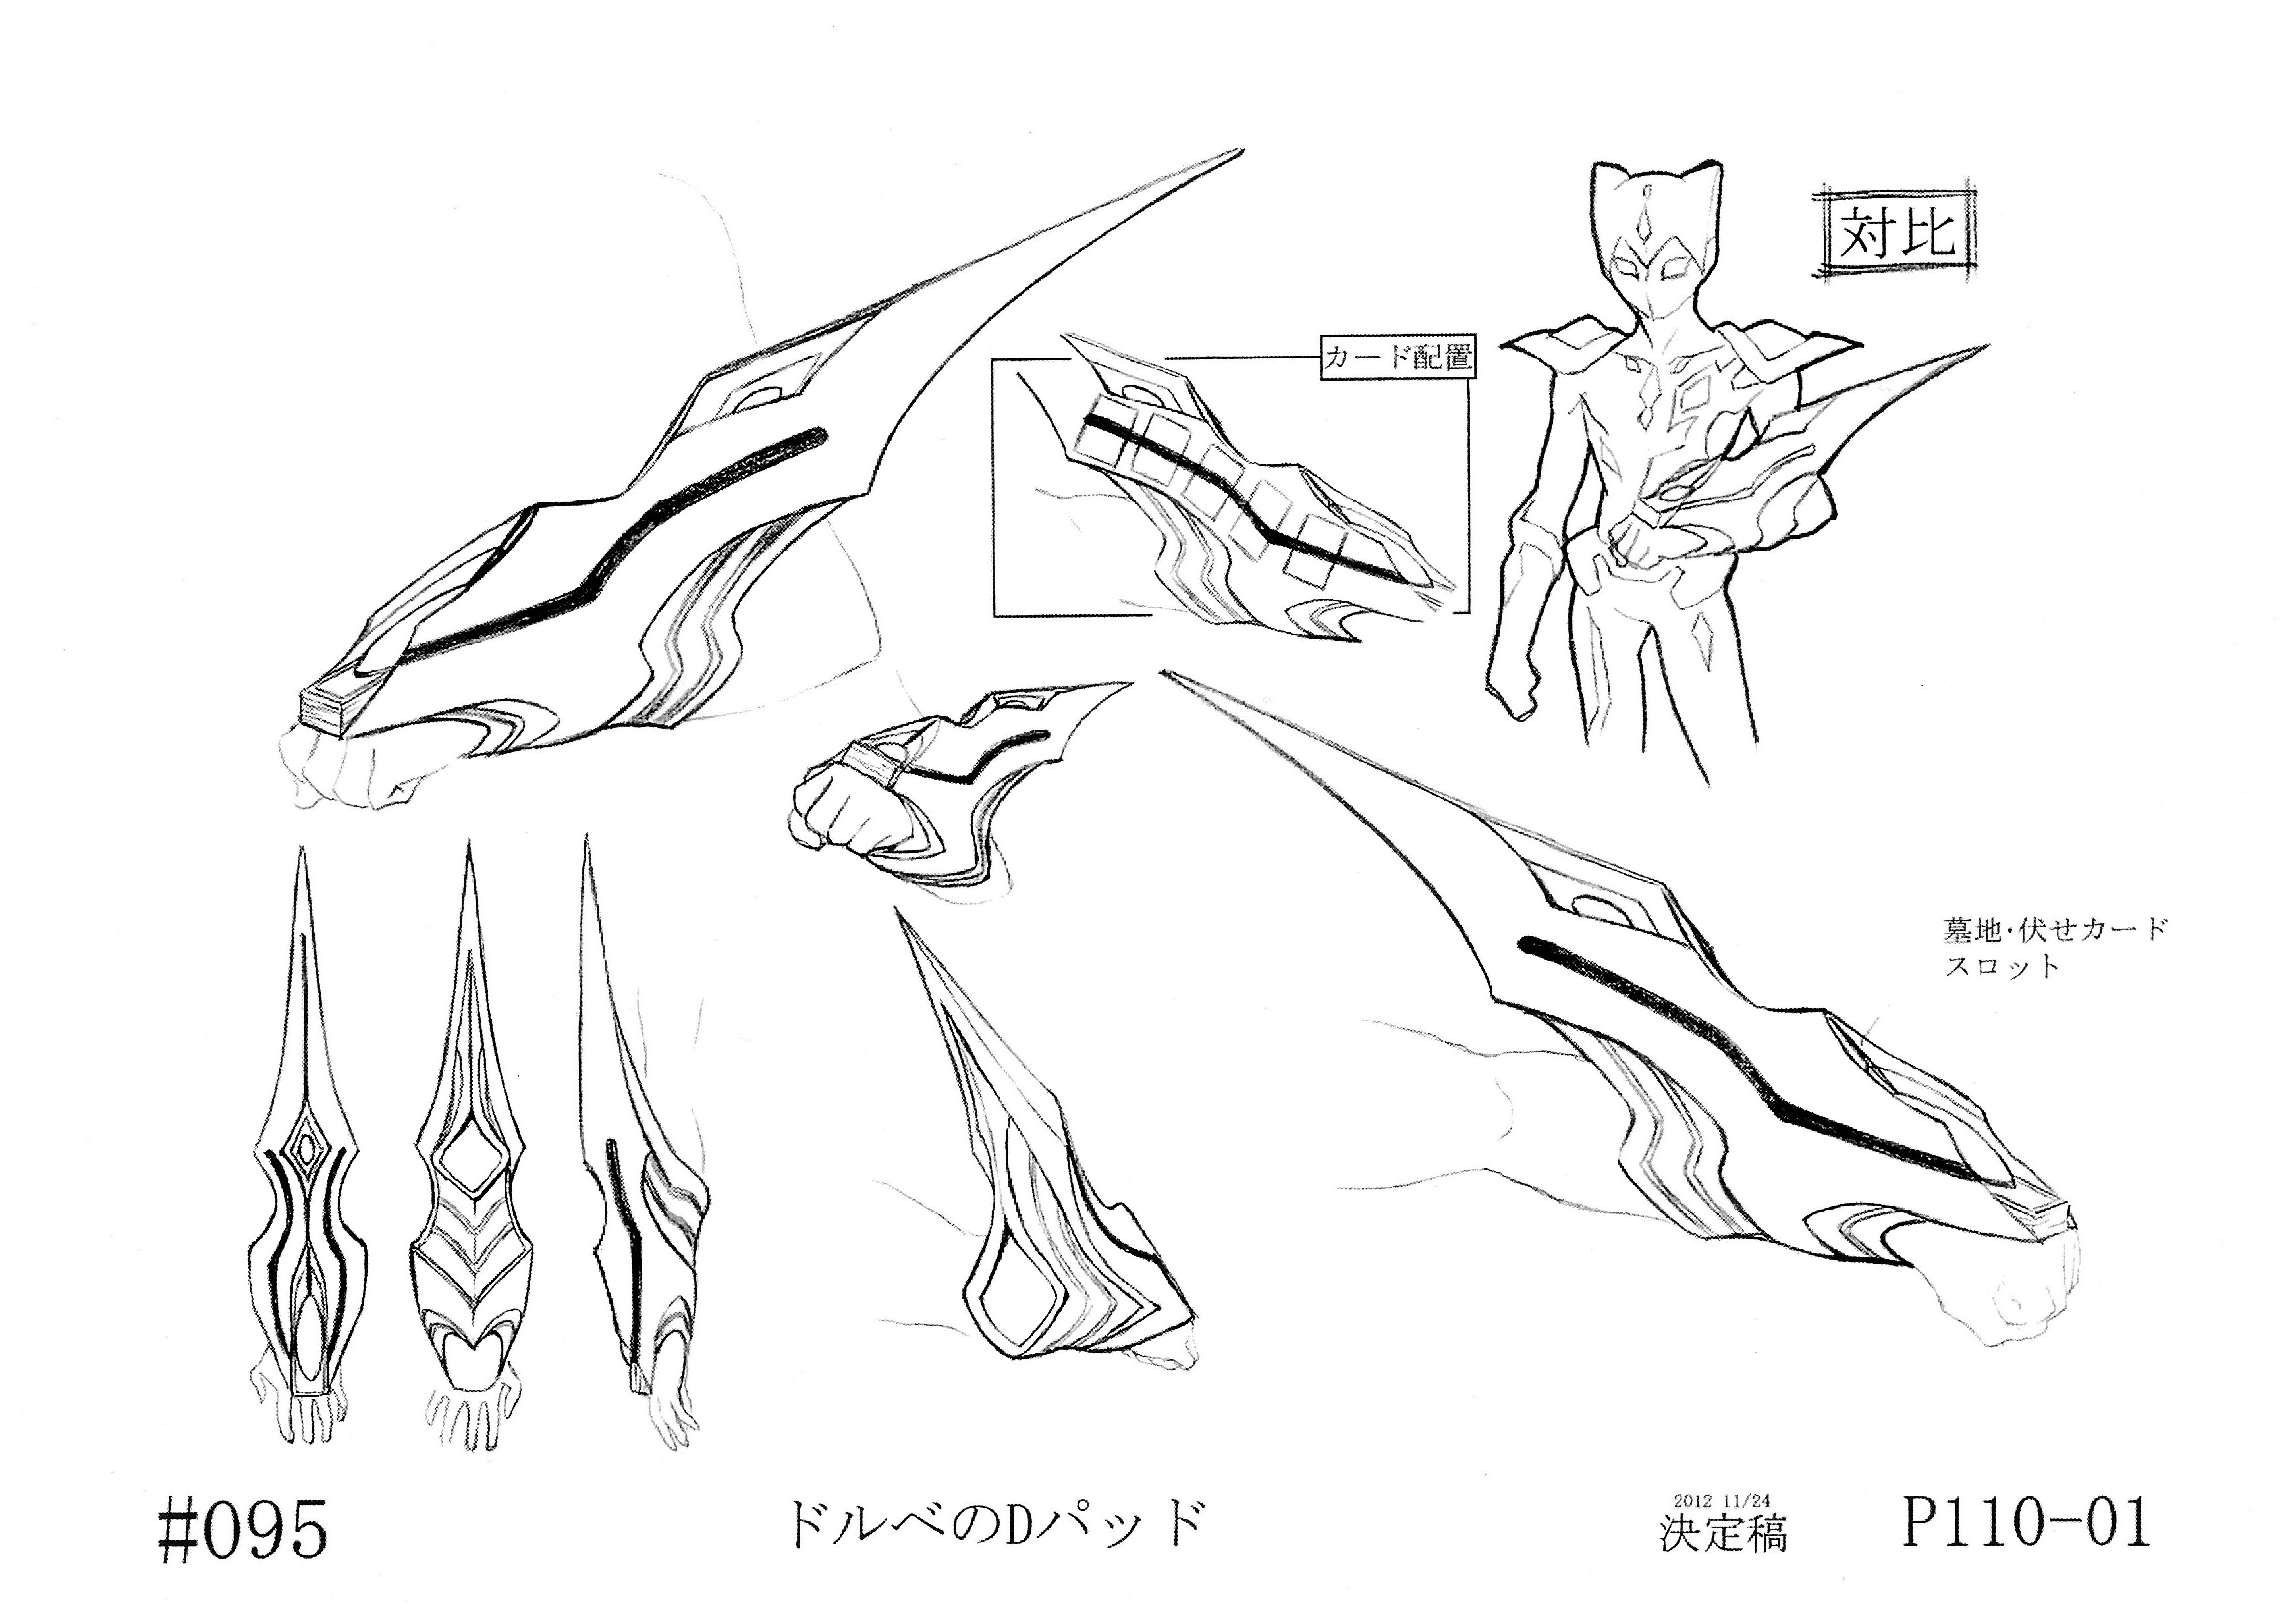 対比
カード配置
墓地･伏せカード
スロット
#095
ドルべのDパッド
2012 11/24
決定稿
P110-01